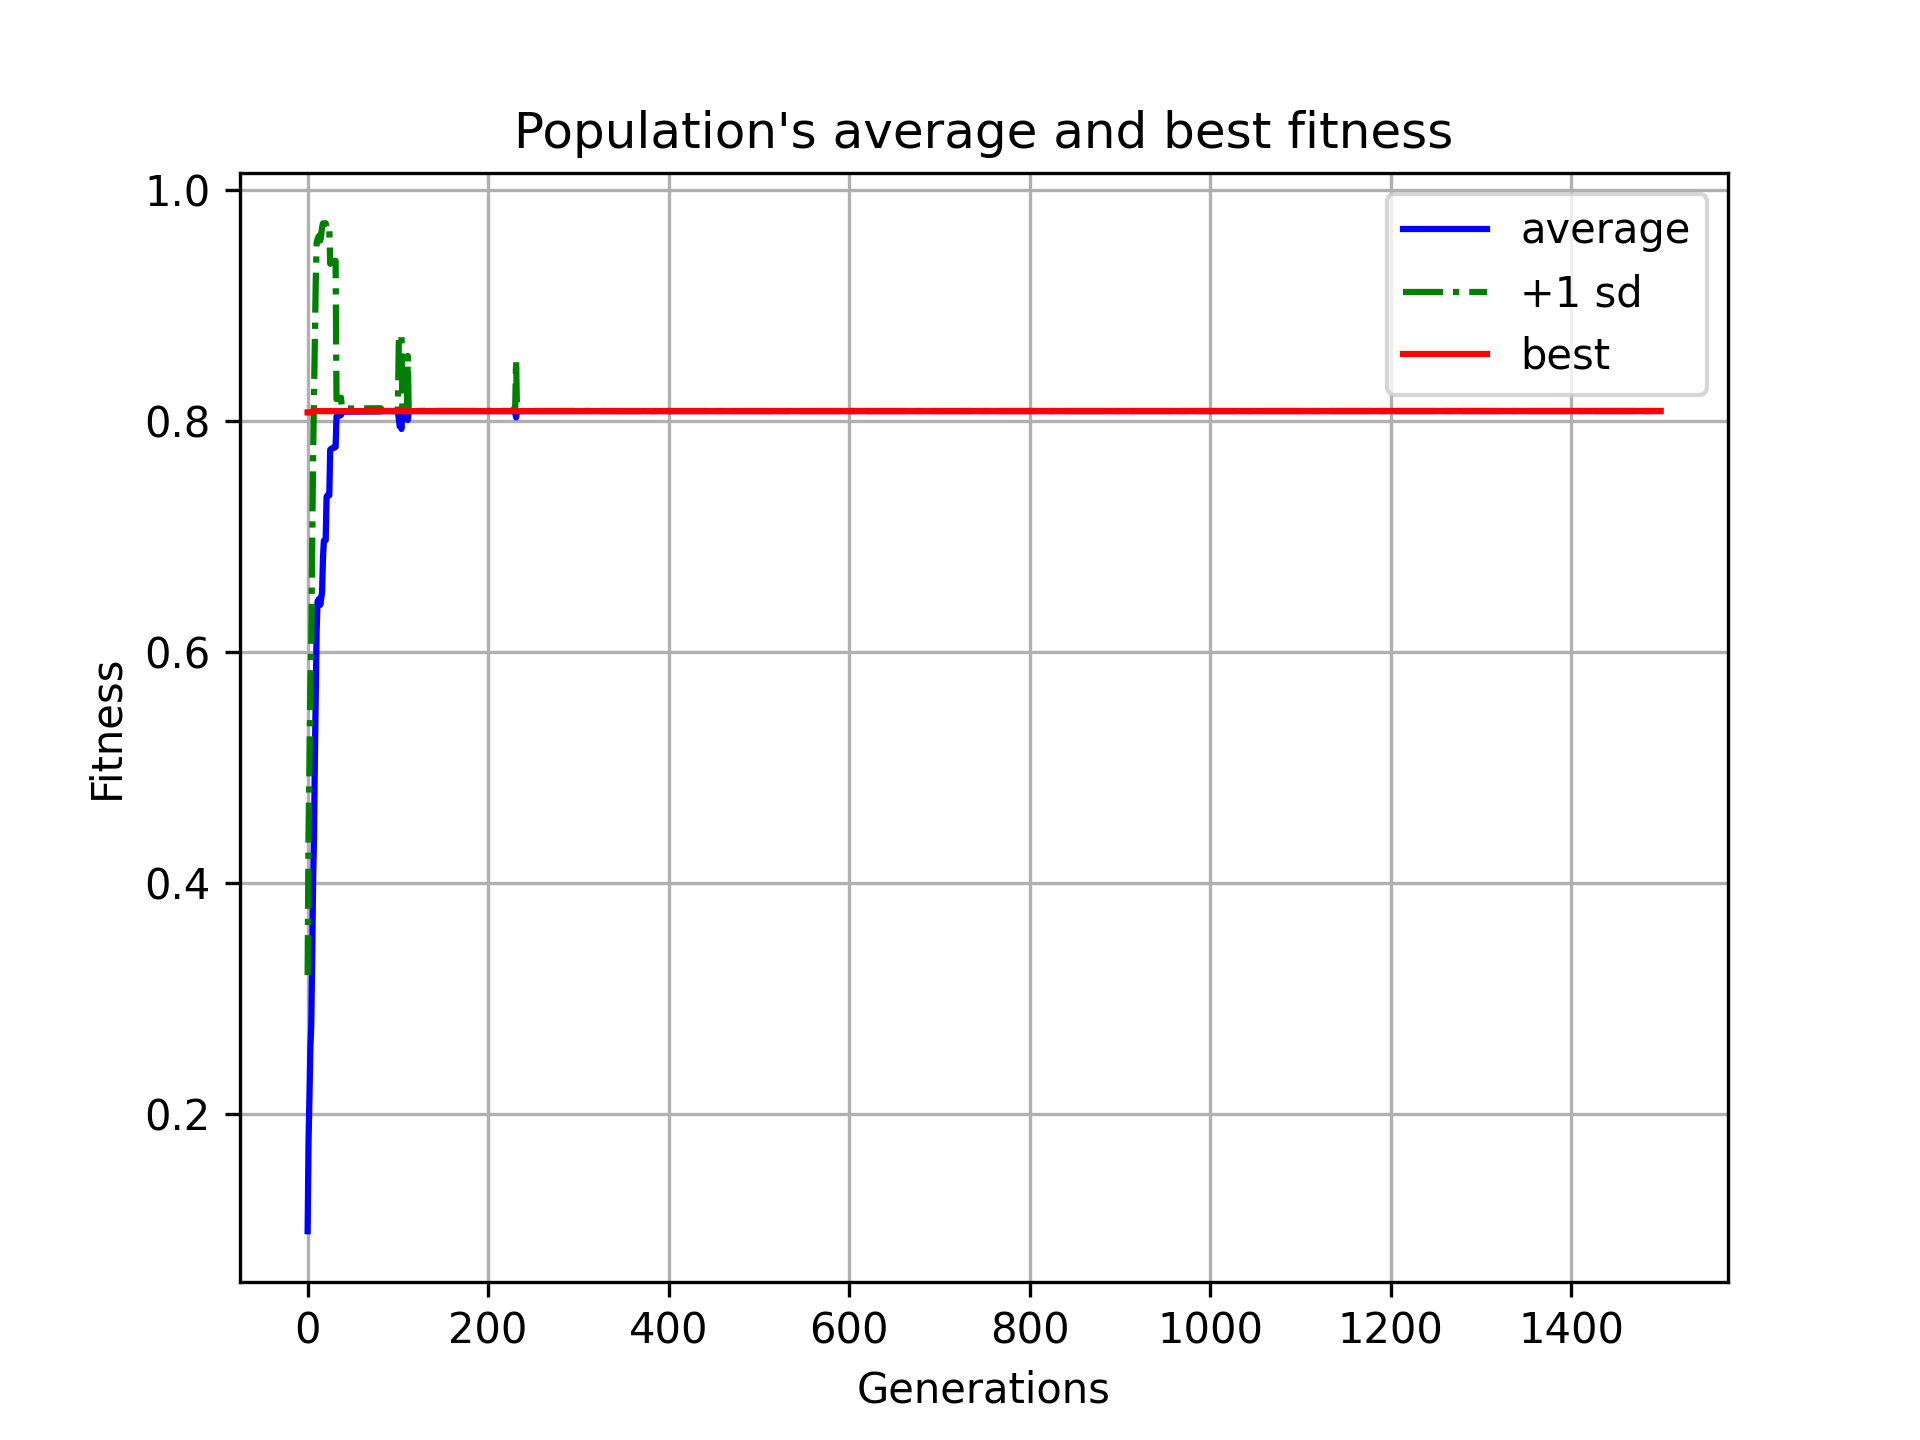 Population's average and best fitness
1.0
0.8
0.6
0.4
0.2
Fitness
average
+1 sd
best
0 200 400 600 800 1000 1200 1400
Generations